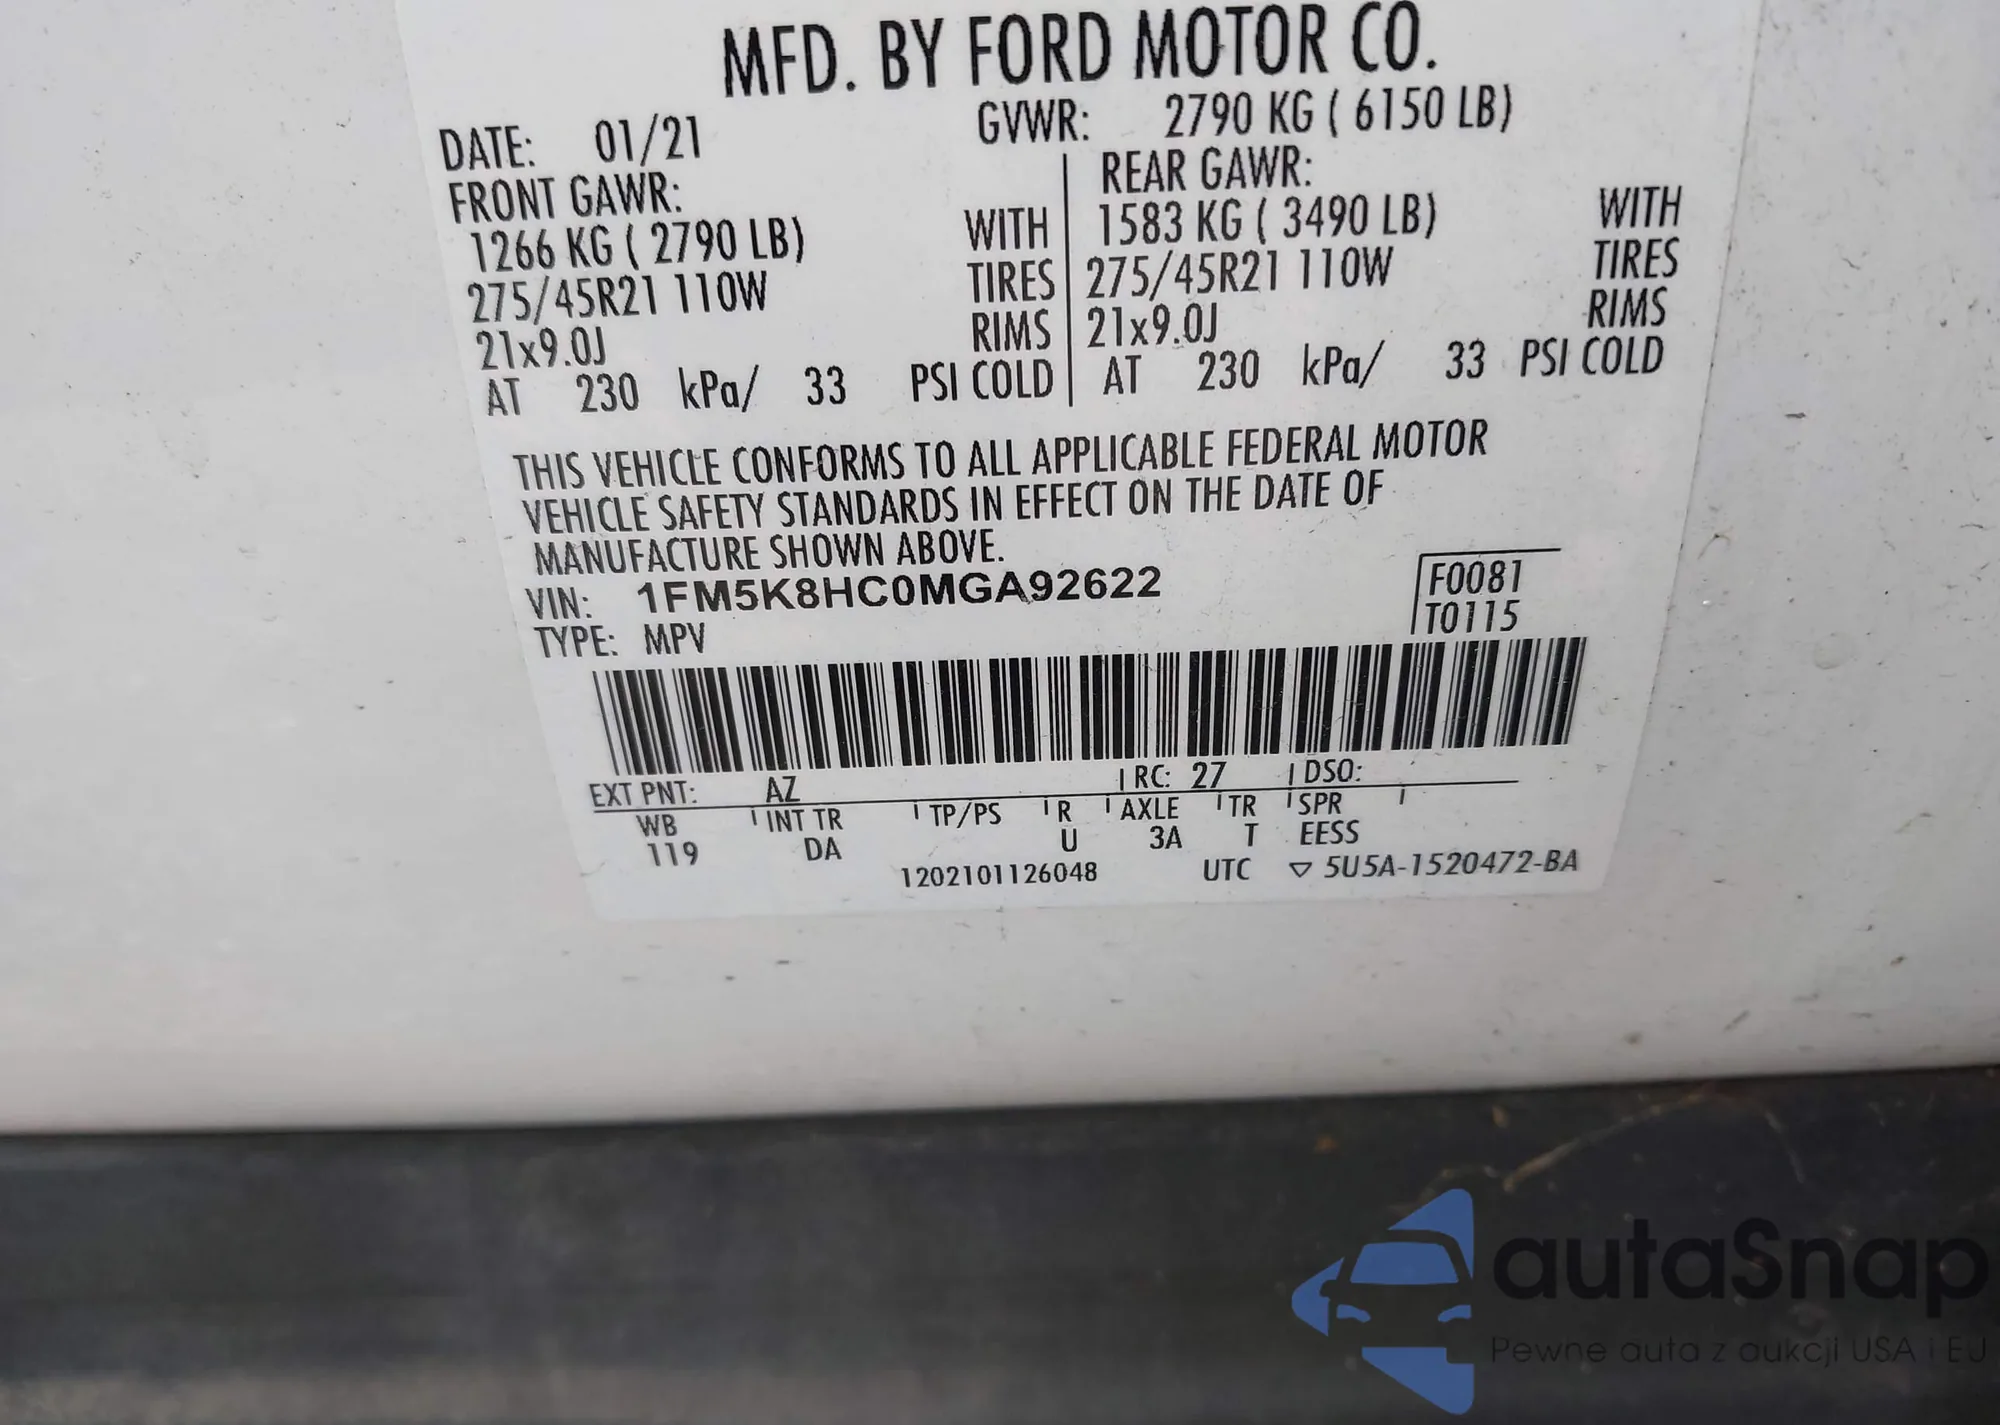 MFD. BY FORD MOTOR CO.
DATE: 01/21 GVWR: 2790 KG ( 6150 LB)
FRONT GAWR: REAR GAWR:
1266 KG ( 2790 LB) WITH 1583 KG ( 3490 LB) WITH
275/45R21 110W TIRES 275/45R21 110W TIRES
21x9.0J RIMS 21x9.0J RIMS
AT 230 kPa/ 33 PSI COLD AT 230 kPa/ 33 PSI COLD
THIS VEHICLE CONFORMS TO ALL APPLICABLE FEDERAL MOTOR
VEHICLE SAFETY STANDARDS IN EFFECT ON THE DATE OF
MANUFACTURE SHOWN ABOVE.
VIN: 1FM5K8HC0MGA92622 F0081
TYPE: MPV T0115
EXT PNT: AZ RC: 27 DSO:
WB INT TR TP/PS R AXLE TR SPR
119 DA U 3A T EESS
1202101126048 UTC ▽ 5U5A-1520472-BA
autaSnap
Pewne auta z aukcji USA i EU